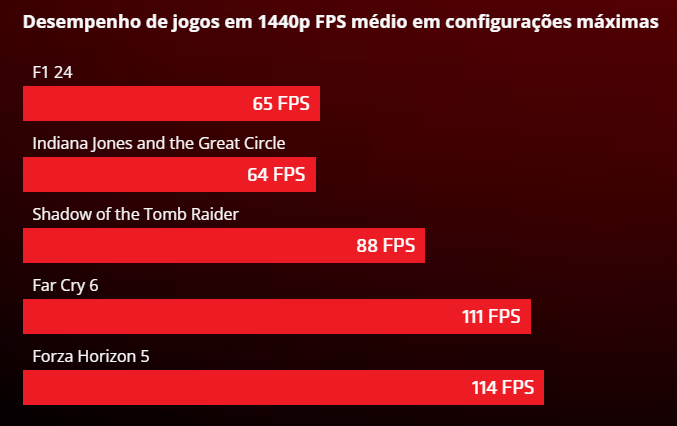 Desempenho de jogos em 1440p FPS médio em configurações máximas
F1 24
65 FPS
Indiana Jones and the Great Circle
64 FPS
Shadow of the Tomb Raider
88 FPS
Far Cry 6
111 FPS
Forza Horizon 5
114 FPS